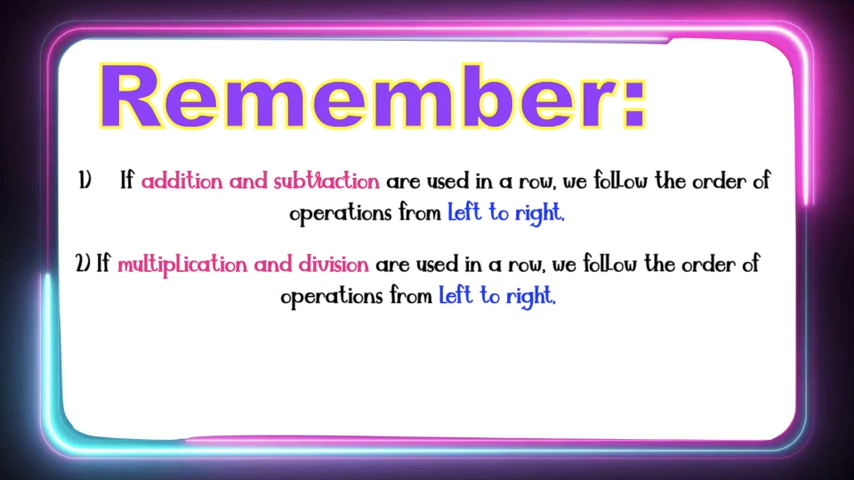 Remember:
1) If addition and subtraction are used in a row, we follow the order of
operations from Left to right.
2) If multiplication and division are used in a row, we follow the order of
operations from Left to right.